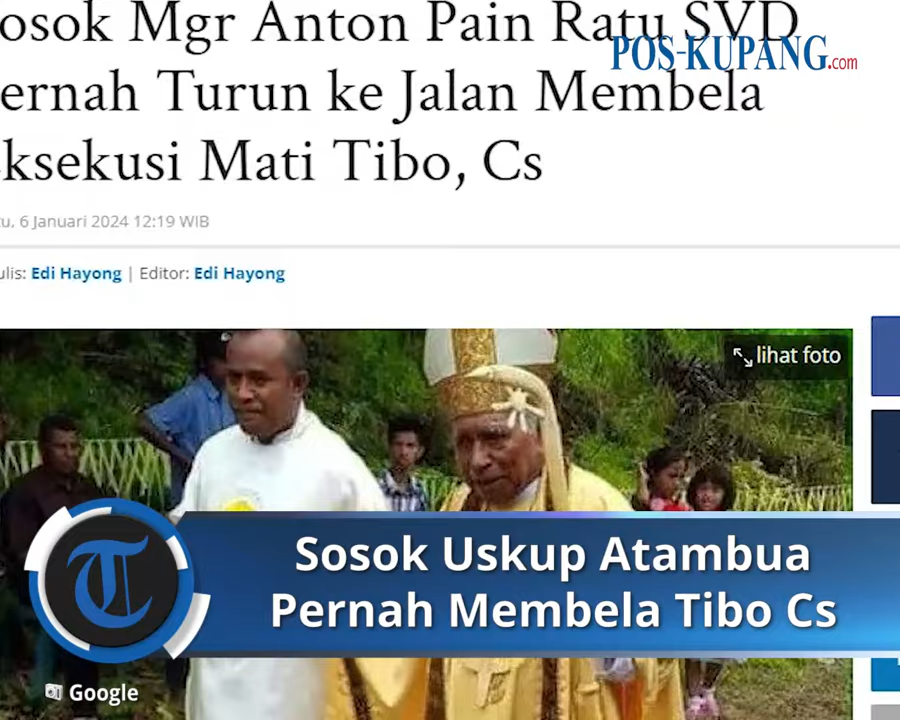 osok Mgr Anton Pain Ratu SVD
POS-KUPANG.com
ernah Turun ke Jalan Membela
ksekusi Mati Tibo, Cs
tu, 6 Januari 2024 12:19 WIB
ulis: Edi Hayong | Editor: Edi Hayong
lihat foto
Sosok Uskup Atambua
Pernah Membela Tibo Cs
Google